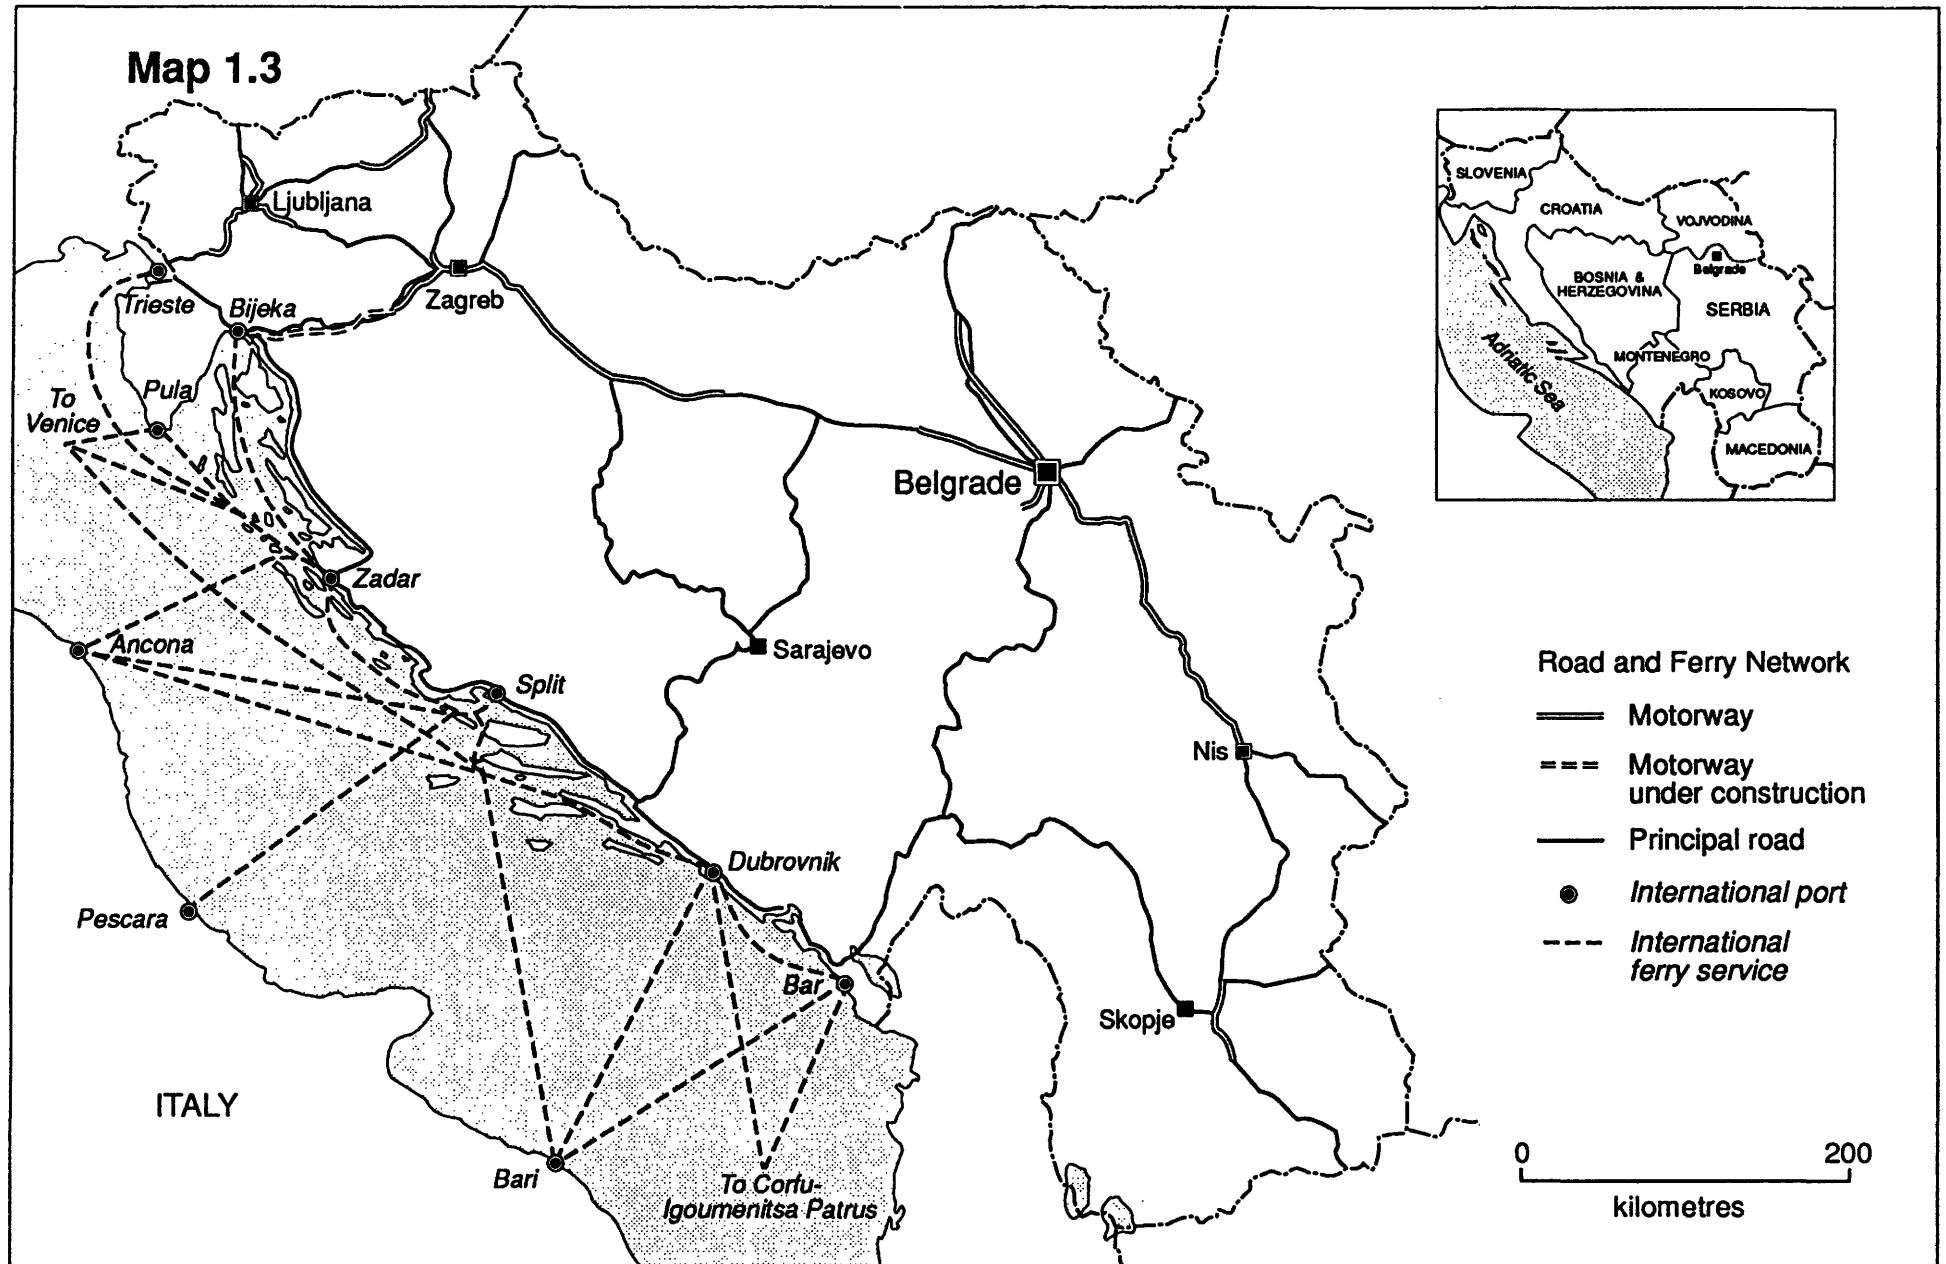 Map 1.3
Ljubljana
Trieste
Bijeka
Zagreb
Pula
To
Venice
Belgrade
Zadar
Ancona
Sarajevo
Split
Nis
Dubrovnik
Pescara
Bar
Skopje
ITALY
Bari
To Corfu-
Igoumenitsa Patrus
SLOVENIA
CROATIA
VOJVODINA
Belgrade
BOSNIA &
HERZEGOVINA
SERBIA
Adriatic Sea
MONTENEGRO
KOSOVO
MACEDONIA
Road and Ferry Network
Motorway
Motorway
under construction
Principal road
International port
International
ferry service
0 200
kilometres